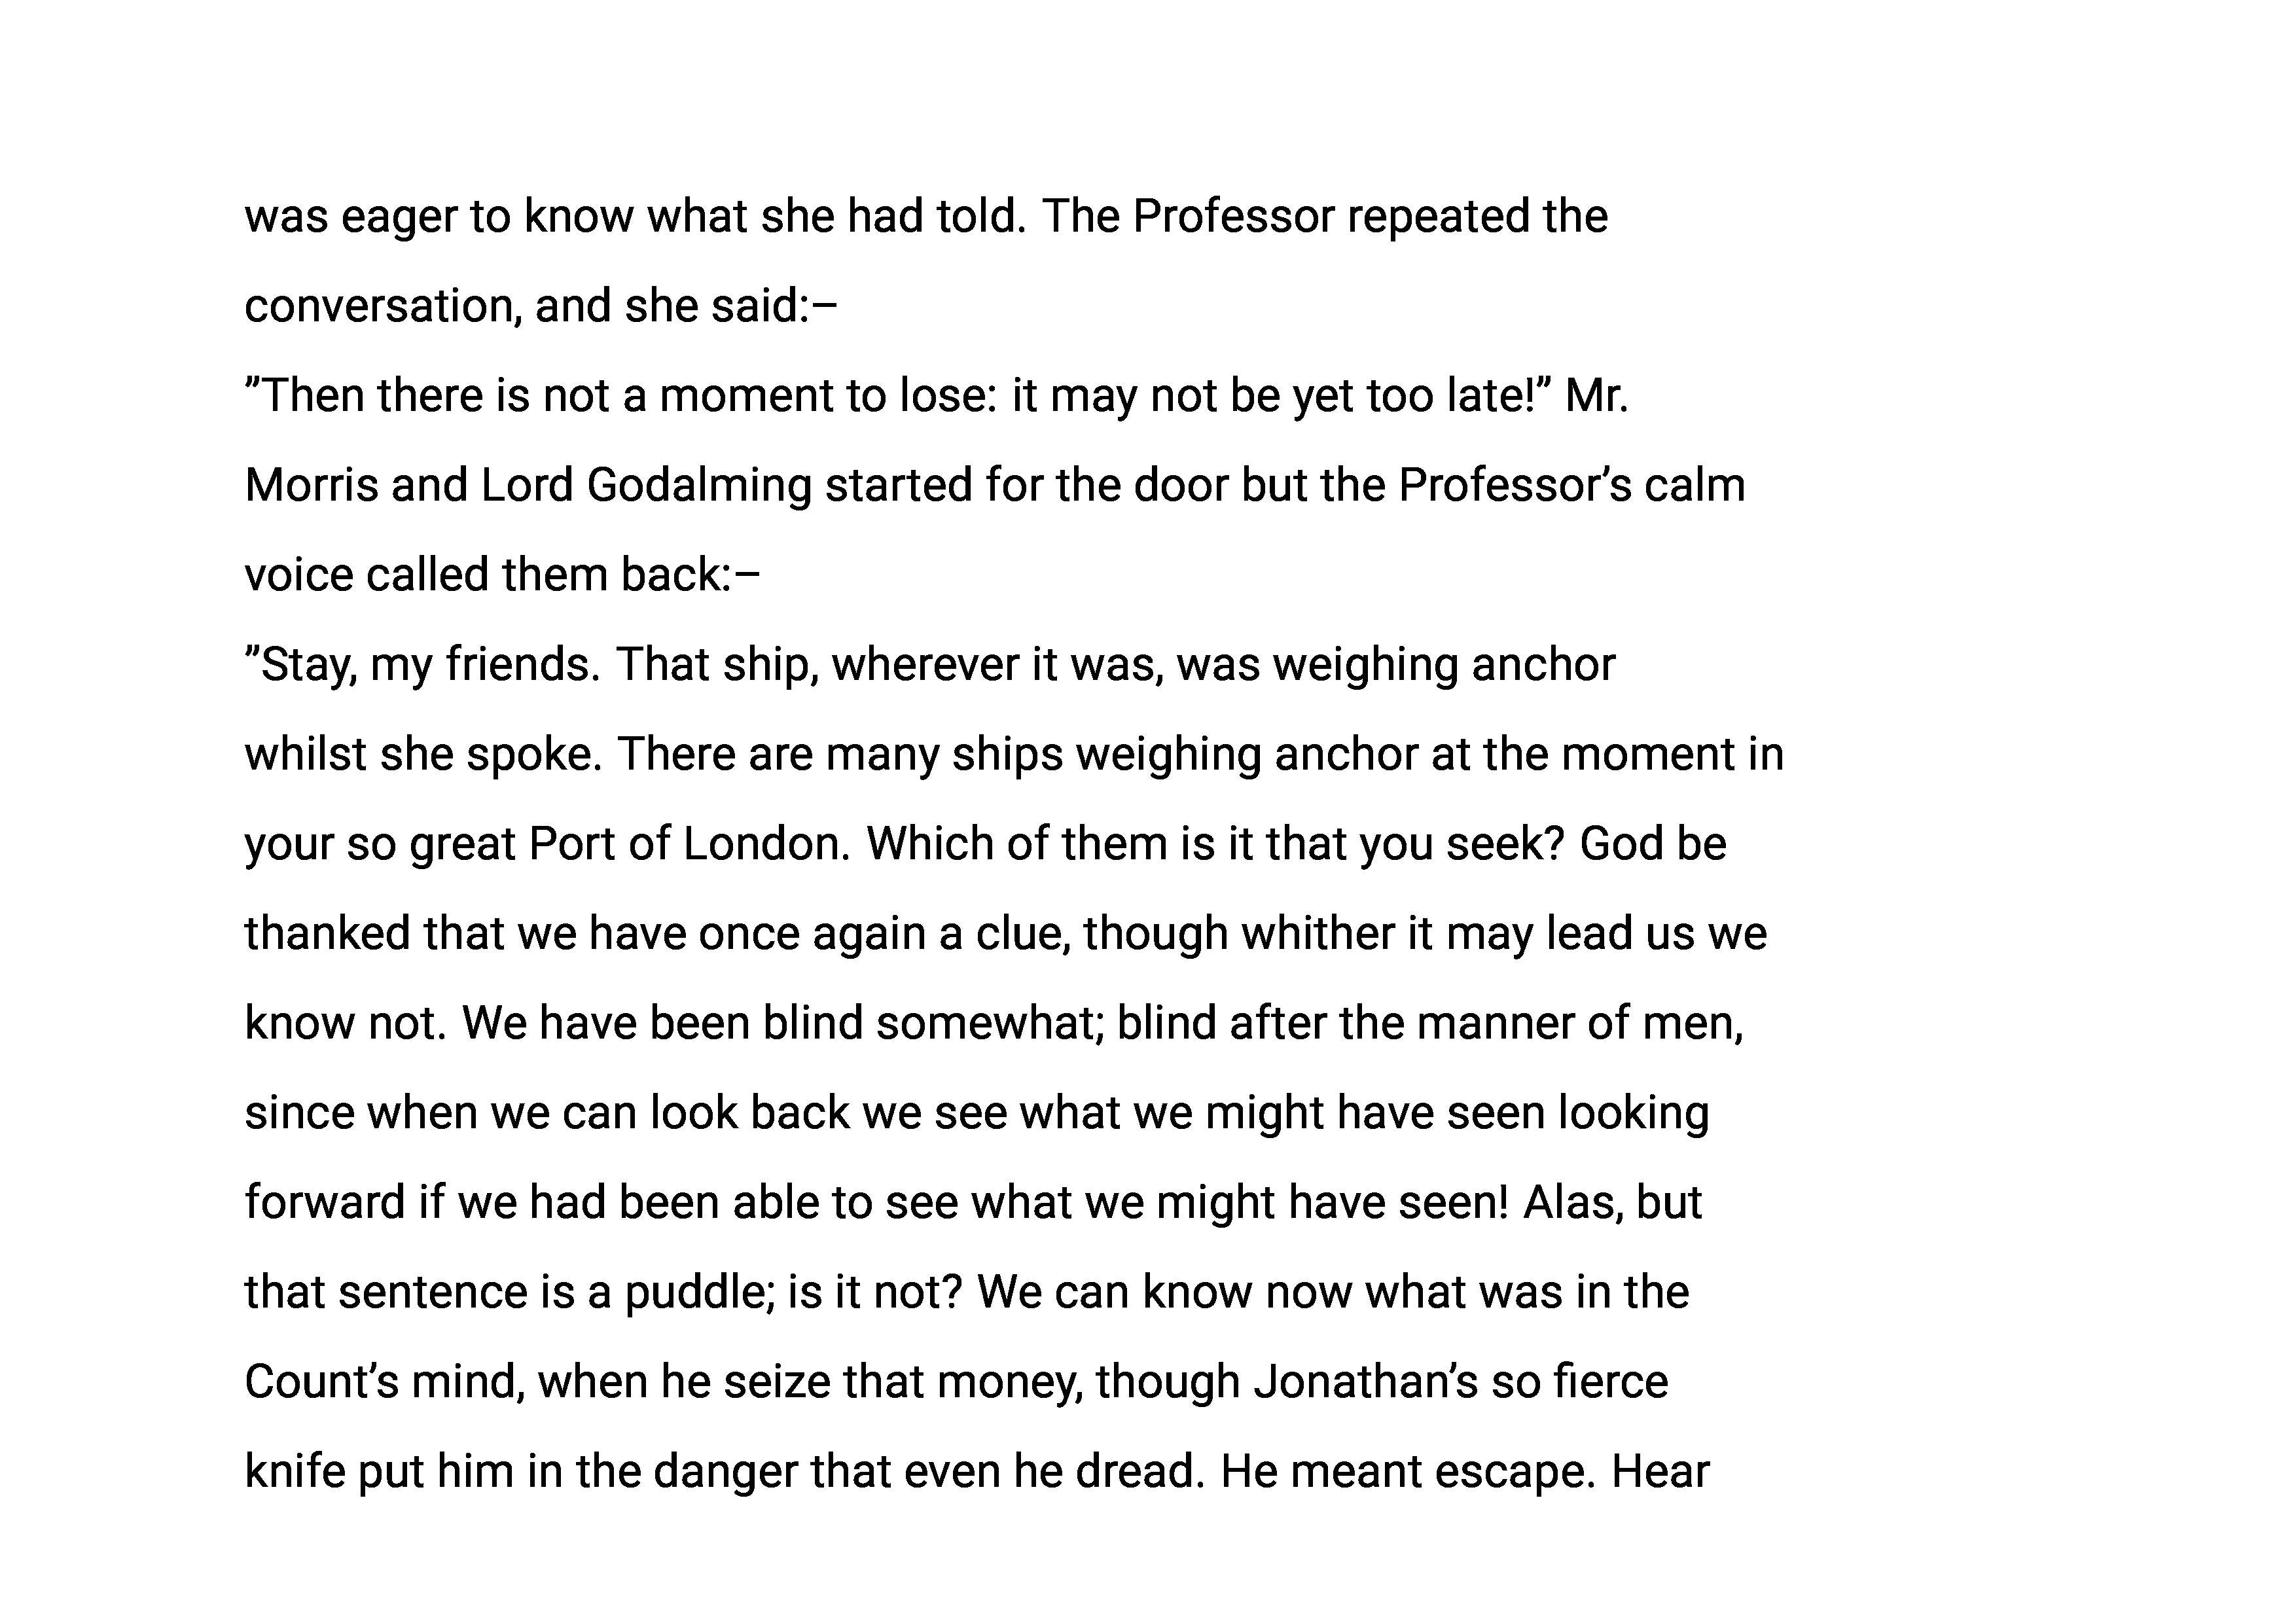 was eager to know what she had told. The Professor repeated the
conversation, and she said:–
”Then there is not a moment to lose: it may not be yet too late!” Mr.
Morris and Lord Godalming started for the door but the Professor’s calm
voice called them back:–
”Stay, my friends. That ship, wherever it was, was weighing anchor
whilst she spoke. There are many ships weighing anchor at the moment in
your so great Port of London. Which of them is it that you seek? God be
thanked that we have once again a clue, though whither it may lead us we
know not. We have been blind somewhat; blind after the manner of men,
since when we can look back we see what we might have seen looking
forward if we had been able to see what we might have seen! Alas, but
that sentence is a puddle; is it not? We can know now what was in the
Count’s mind, when he seize that money, though Jonathan’s so fierce
knife put him in the danger that even he dread. He meant escape. Hear